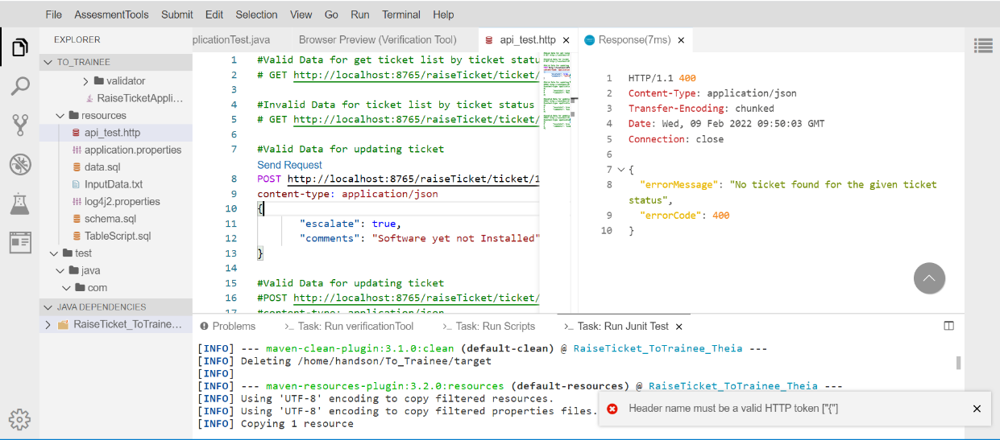 File AssesmentTools Submit Edit Selection View Go Run Terminal Help
EXPLORER
TO_TRAINEE
validator
RaiseTicketAppli...
resources
api_test.http
application.properties
data.sql
InputData.txt
log4j2.properties
schema.sql
TableScript.sql
test
java
com
JAVA DEPENDENCIES
RaiseTicket_ToTraine...
plicationTest.java Browser Preview (Verification Tool) api_test.http Response(7ms)
1 #Valid Data for get ticket list by ticket statu
2 # GET http://localhost:8765/raiseTicket/ticket/
3
4 #Invalid Data for ticket list by ticket status
5 # GET http://localhost:8765/raiseTicket/ticket/
6
7 #Valid Data for updating ticket
Send Request
8 POST http://localhost:8765/raiseTicket/ticket/1
9 content-type: application/json
10 {
11 "escalate": true,
12 "comments": "Software yet not Installed"
13 }
14
15 #Valid Data for updating ticket
16 #POST http://localhost:8765/raiseTicket/ticket/
17 #content-type: application/json
1 HTTP/1.1 400
2 Content-Type: application/json
3 Transfer-Encoding: chunked
4 Date: Wed, 09 Feb 2022 09:50:03 GMT
5 Connection: close
6
7 {
8 "errorMessage": "No ticket found for the given ticket
status",
9 "errorCode": 400
10 }
Problems >_ Task: Run verificationTool >_ Task: Run Scripts >_ Task: Run Junit Test
[INFO] --- maven-clean-plugin:3.1.0:clean (default-clean) @ RaiseTicket_ToTrainee_Theia ---
[INFO] Deleting /home/handson/To_Trainee/target
[INFO]
[INFO] --- maven-resources-plugin:3.2.0:resources (default-resources) @ RaiseTicket_ToTrainee_Theia ---
[INFO] Using 'UTF-8' encoding to copy filtered resources.
[INFO] Using 'UTF-8' encoding to copy filtered properties files.
[INFO] Copying 1 resource
Header name must be a valid HTTP token ["{"]